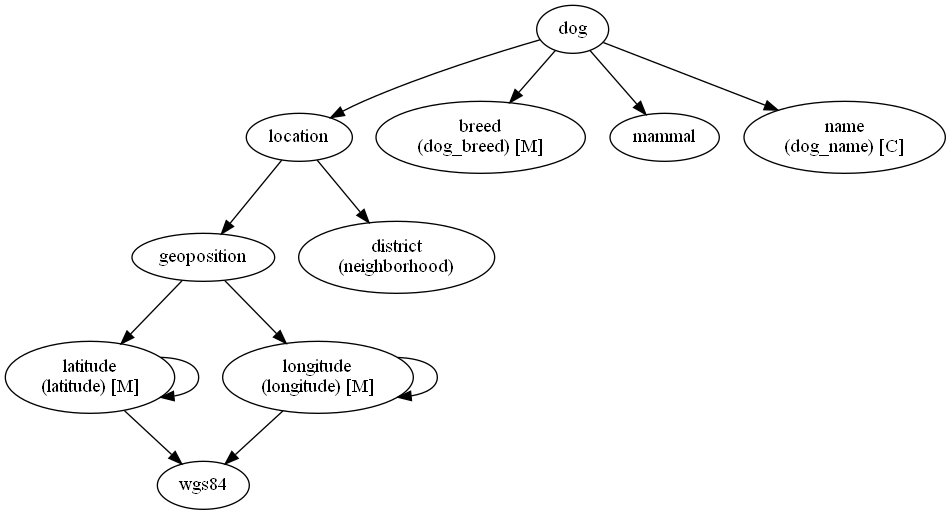 dog
location
breed
(dog_breed) [M]
mammal
name
(dog_name) [C]
geoposition
district
(neighborhood)
latitude
(latitude) [M]
longitude
(longitude) [M]
wgs84